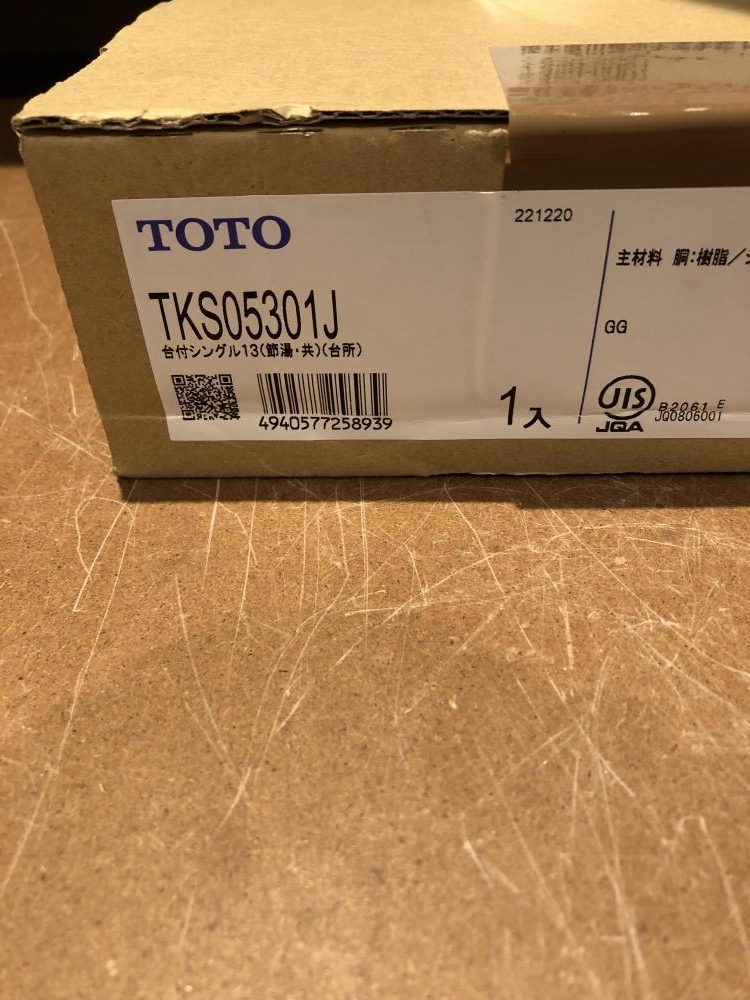 TOTO
TKS05301J
台付シングル13(節湯・共)(台所)
4940577258939
221220
1入
主材料 胴:樹脂/
GG
JIS
JQA
B2061 E
JQ0806001